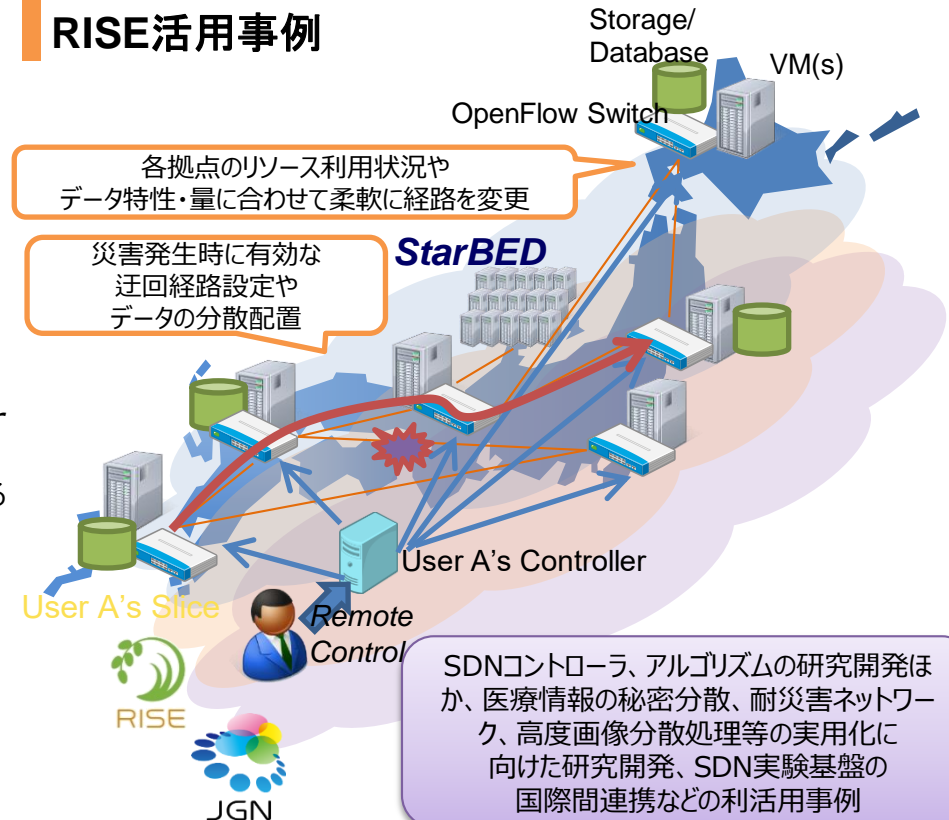 RISE活用事例
Storage/
Database
VM(s)
OpenFlow Switch
各拠点のリソース利用状況や
データ特性・量に合わせて柔軟に経路を変更
災害発生時に有効な
迂回経路設定や
データの分散配置
StarBED
r
る
User A's Controller
User A's Slice
Remote
Control
RISE
JGN
SDNコントローラ、アルゴリズムの研究開発ほ
か、医療情報の秘密分散、耐災害ネットワー
ク、高度画像分散処理等の実用化に
向けた研究開発、SDN実験基盤の
国際間連携などの利活用事例